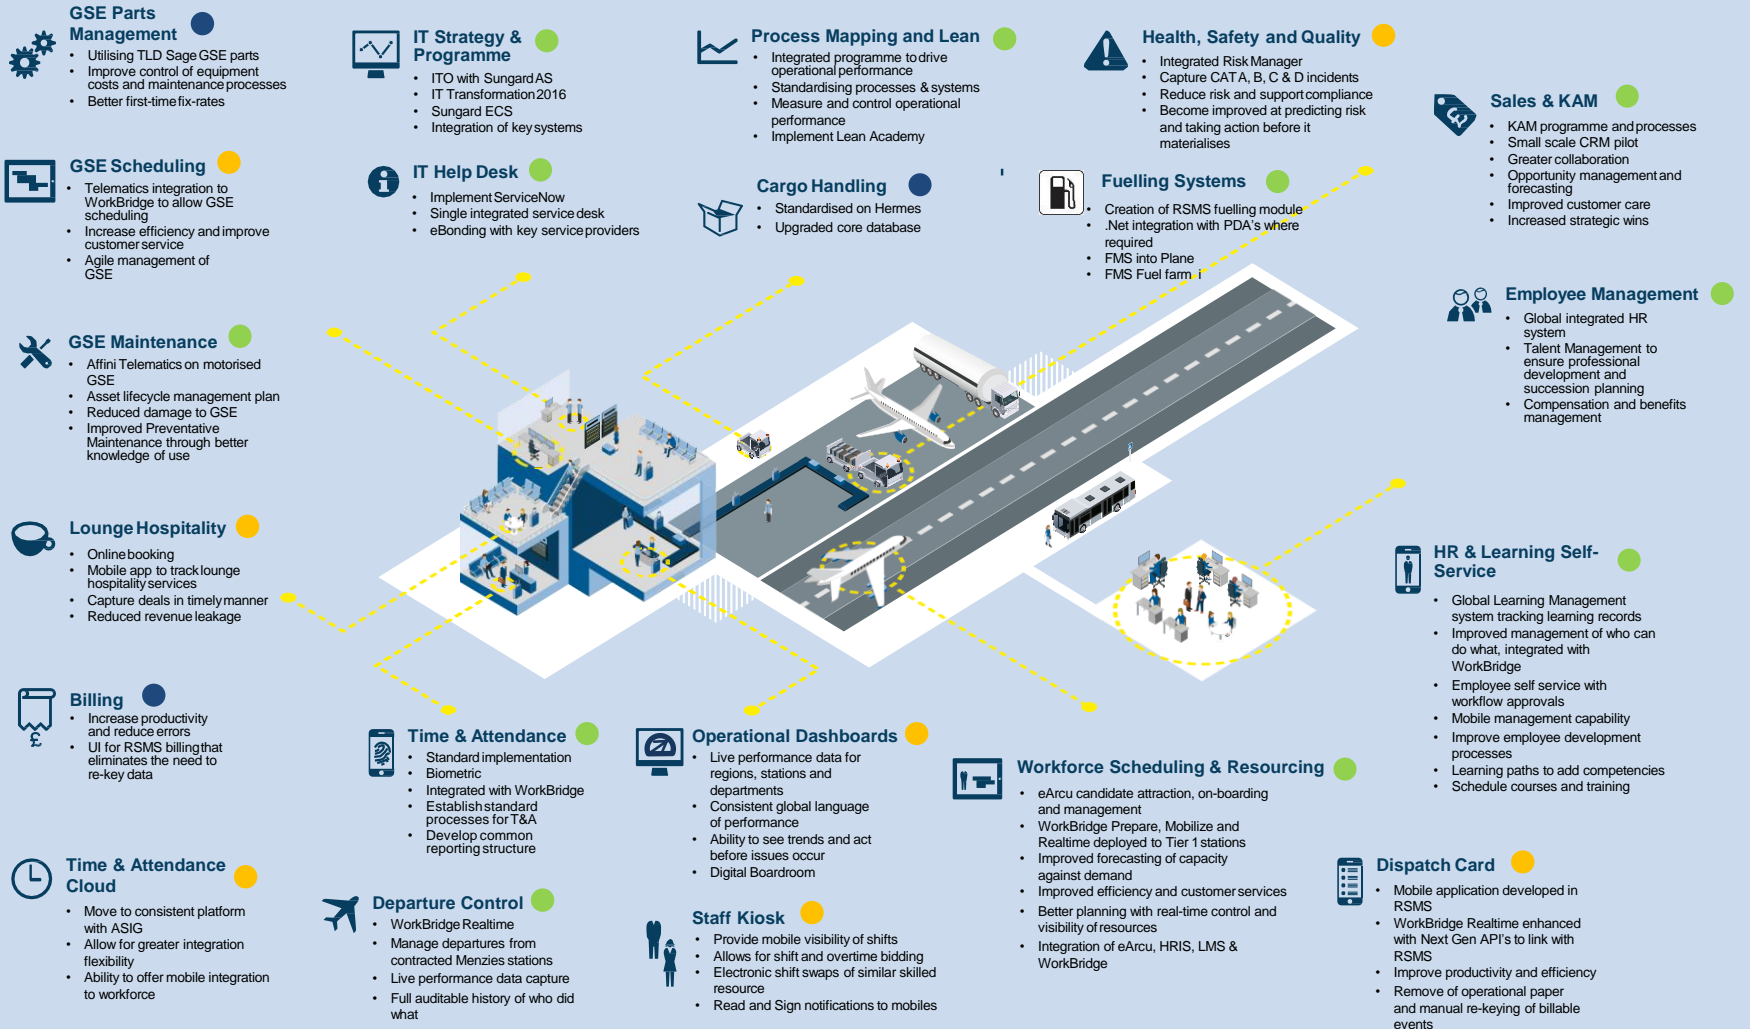 GSE Parts
Management
• Utilising TLD Sage GSE parts
• Improve control of equipment
costs and maintenance processes
• Better first-time fix-rates
IT Strategy &
Programme
• ITO with Sungard AS
• IT Transformation 2016
• Sungard ECS
• Integration of key systems
Process Mapping and Lean
• Integrated programme to drive
operational performance
• Standardising processes & systems
• Measure and control operational
performance
• Implement Lean Academy
Health, Safety and Quality
• Integrated Risk Manager
• Capture CAT A, B, C & D incidents
• Reduce risk and support compliance
• Become improved at predicting risk
and taking action before it
materialises
Sales & KAM
• KAM programme and processes
• Small scale CRM pilot
• Greater collaboration
• Opportunity management and
forecasting
• Improved customer care
• Increased strategic wins
GSE Scheduling
• Telematics integration to
WorkBridge to allow GSE
scheduling
• Increase efficiency and improve
customer service
• Agile management of
GSE
IT Help Desk
• Implement ServiceNow
• Single integrated service desk
• eBonding with key service providers
Cargo Handling
• Standardised on Hermes
• Upgraded core database
Fuelling Systems
• Creation of RSMS fuelling module
• .Net integration with PDA's where
required
• FMS into Plane
• FMS Fuel farm i
Employee Management
• Global integrated HR
system
• Talent Management to
ensure professional
development and
succession planning
• Compensation and benefits
management
GSE Maintenance
• Affini Telematics on motorised
GSE
• Asset lifecycle management plan
• Reduced damage to GSE
• Improved Preventative
Maintenance through better
knowledge of use
Lounge Hospitality
• Online booking
• Mobile app to track lounge
hospitality services
• Capture deals in timely manner
• Reduced revenue leakage
HR & Learning Self-
Service
• Global Learning Management
system tracking learning records
• Improved management of who can
do what, integrated with
WorkBridge
• Employee self service with
workflow approvals
• Mobile management capability
• Improve employee development
processes
• Learning paths to add competencies
• Schedule courses and training
Billing
• Increase productivity
and reduce errors
• UI for RSMS billing that
eliminates the need to
re-key data
£
Time & Attendance
• Standard implementation
• Biometric
• Integrated with WorkBridge
• Establish standard
processes for T&A
• Develop common
reporting structure
Operational Dashboards
• Live performance data for
regions, stations and
departments
• Consistent global language
of performance
• Ability to see trends and act
before issues occur
• Digital Boardroom
Workforce Scheduling & Resourcing
• eArcu candidate attraction, on-boarding
and management
• WorkBridge Prepare, Mobilize and
Realtime deployed to Tier 1 stations
• Improved forecasting of capacity
against demand
• Improved efficiency and customer services
• Better planning with real-time control and
visibility of resources
• Integration of eArcu, HRIS, LMS &
WorkBridge
Time & Attendance
Cloud
• Move to consistent platform
with ASIG
• Allow for greater integration
flexibility
• Ability to offer mobile integration
to workforce
Departure Control
• WorkBridge Realtime
• Manage departures from
contracted Menzies stations
• Live performance data capture
• Full auditable history of who did
what
Staff Kiosk
• Provide mobile visibility of shifts
• Allows for shift and overtime bidding
• Electronic shift swaps of similar skilled
resource
• Read and Sign notifications to mobiles
Dispatch Card
• Mobile application developed in
RSMS
• WorkBridge Realtime enhanced
with Next Gen API's to link with
RSMS
• Improve productivity and efficiency
• Remove of operational paper
and manual re-keying of billable
events